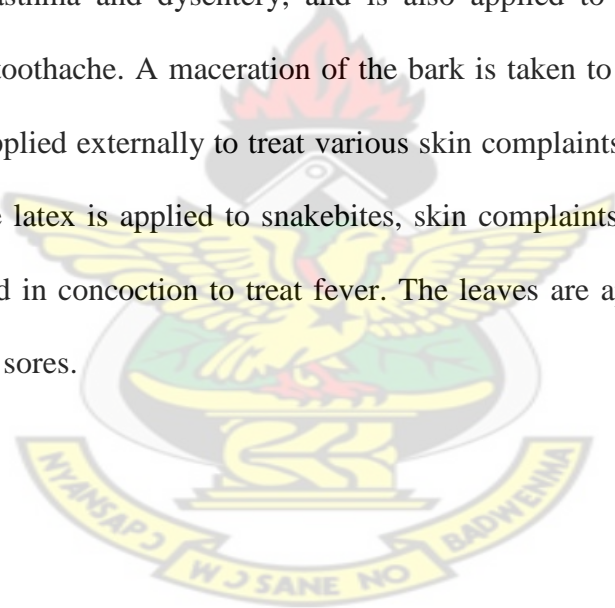 asthma and dysentery, and is also applied to
toothache. A maceration of the bark is taken to
pplied externally to treat various skin complaints
e latex is applied to snakebites, skin complaints
d in concoction to treat fever. The leaves are a
sores.
NYANSAPƆ WƆSANE NO BADWENMA